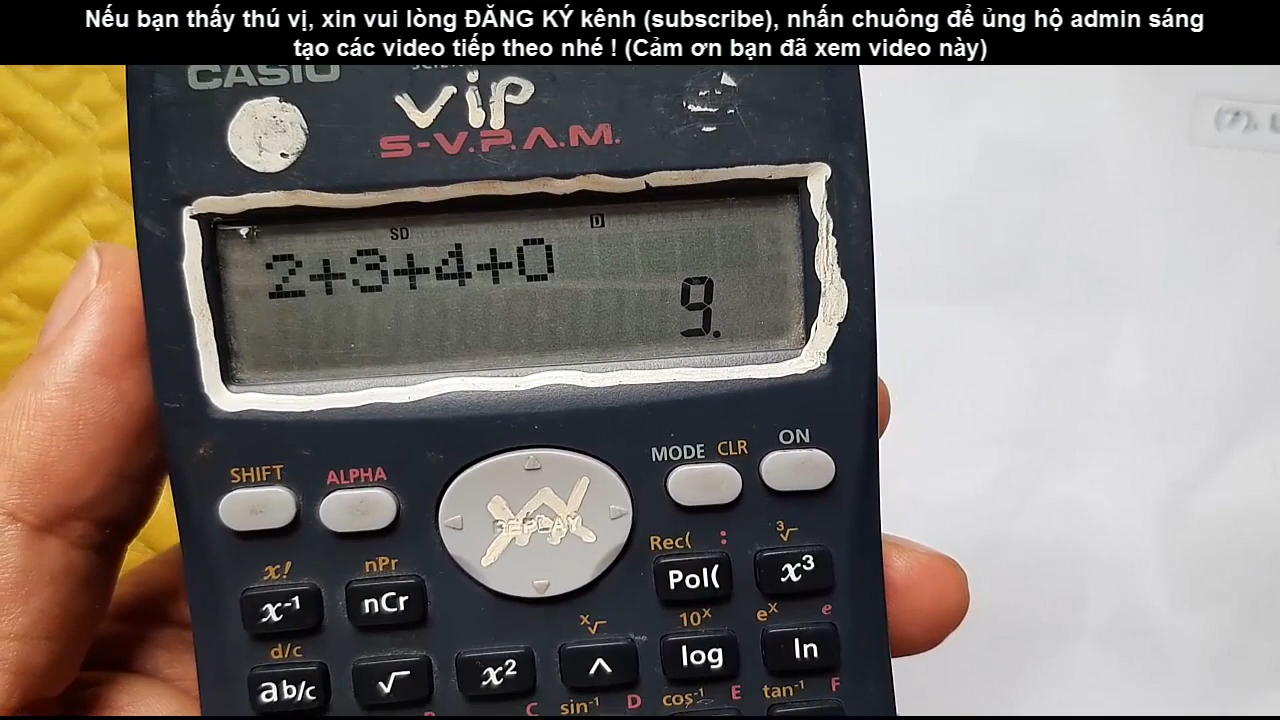 Nếu bạn thấy thú vị, xin vui lòng ĐĂNG KÝ kênh (subscribe), nhấn chuông để ủng hộ admin sáng
tạo các video tiếp theo nhé ! (Cảm ơn bạn đã xem video này)
CASIO
vip
S-V.P.A.M.
SD D
2+3+4+0
9.
SHIFT ALPHA MODE CLR ON
REPLAY
x! nPr Rec( : ³√
x⁻¹ nCr Pol( x³
d/c ˣ√ 10ˣ eˣ e
ab/c √ x² ^ log ln
C sin⁻¹ D cos⁻¹ E tan⁻¹ F